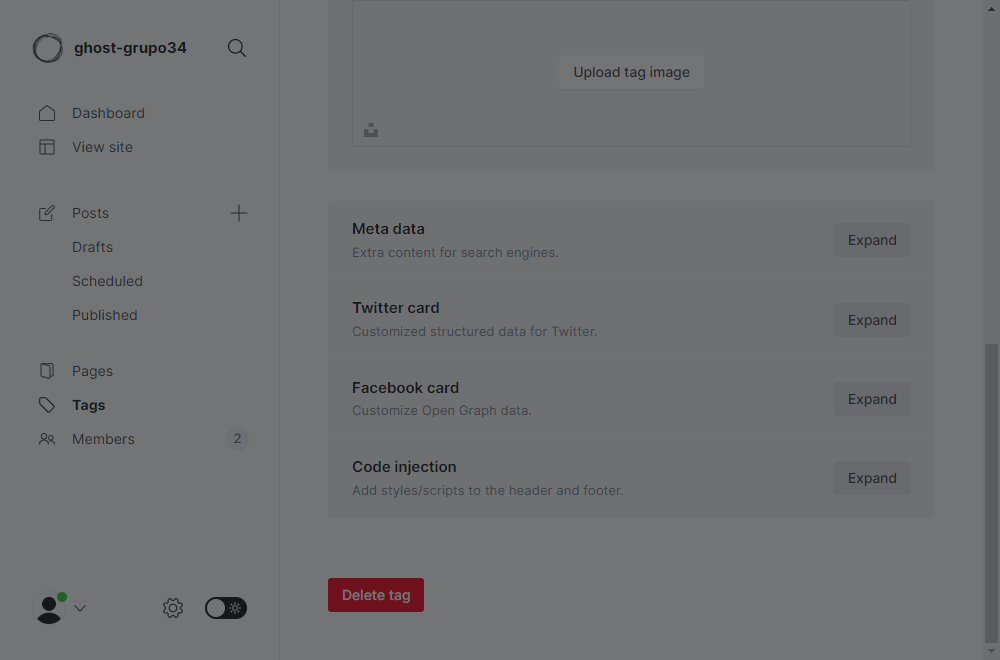 ghost-grupo34
Dashboard
View site
Posts
Drafts
Scheduled
Published
Pages
Tags
Members
2
Upload tag image
Meta data
Extra content for search engines.
Expand
Twitter card
Customized structured data for Twitter.
Expand
Facebook card
Customize Open Graph data.
Expand
Code injection
Add styles/scripts to the header and footer.
Expand
Delete tag